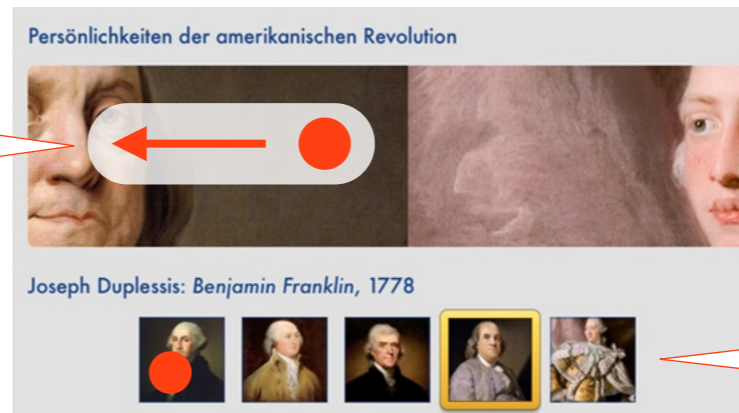 Persönlichkeiten der amerikanischen Revolution
Joseph Duplessis: Benjamin Franklin, 1778